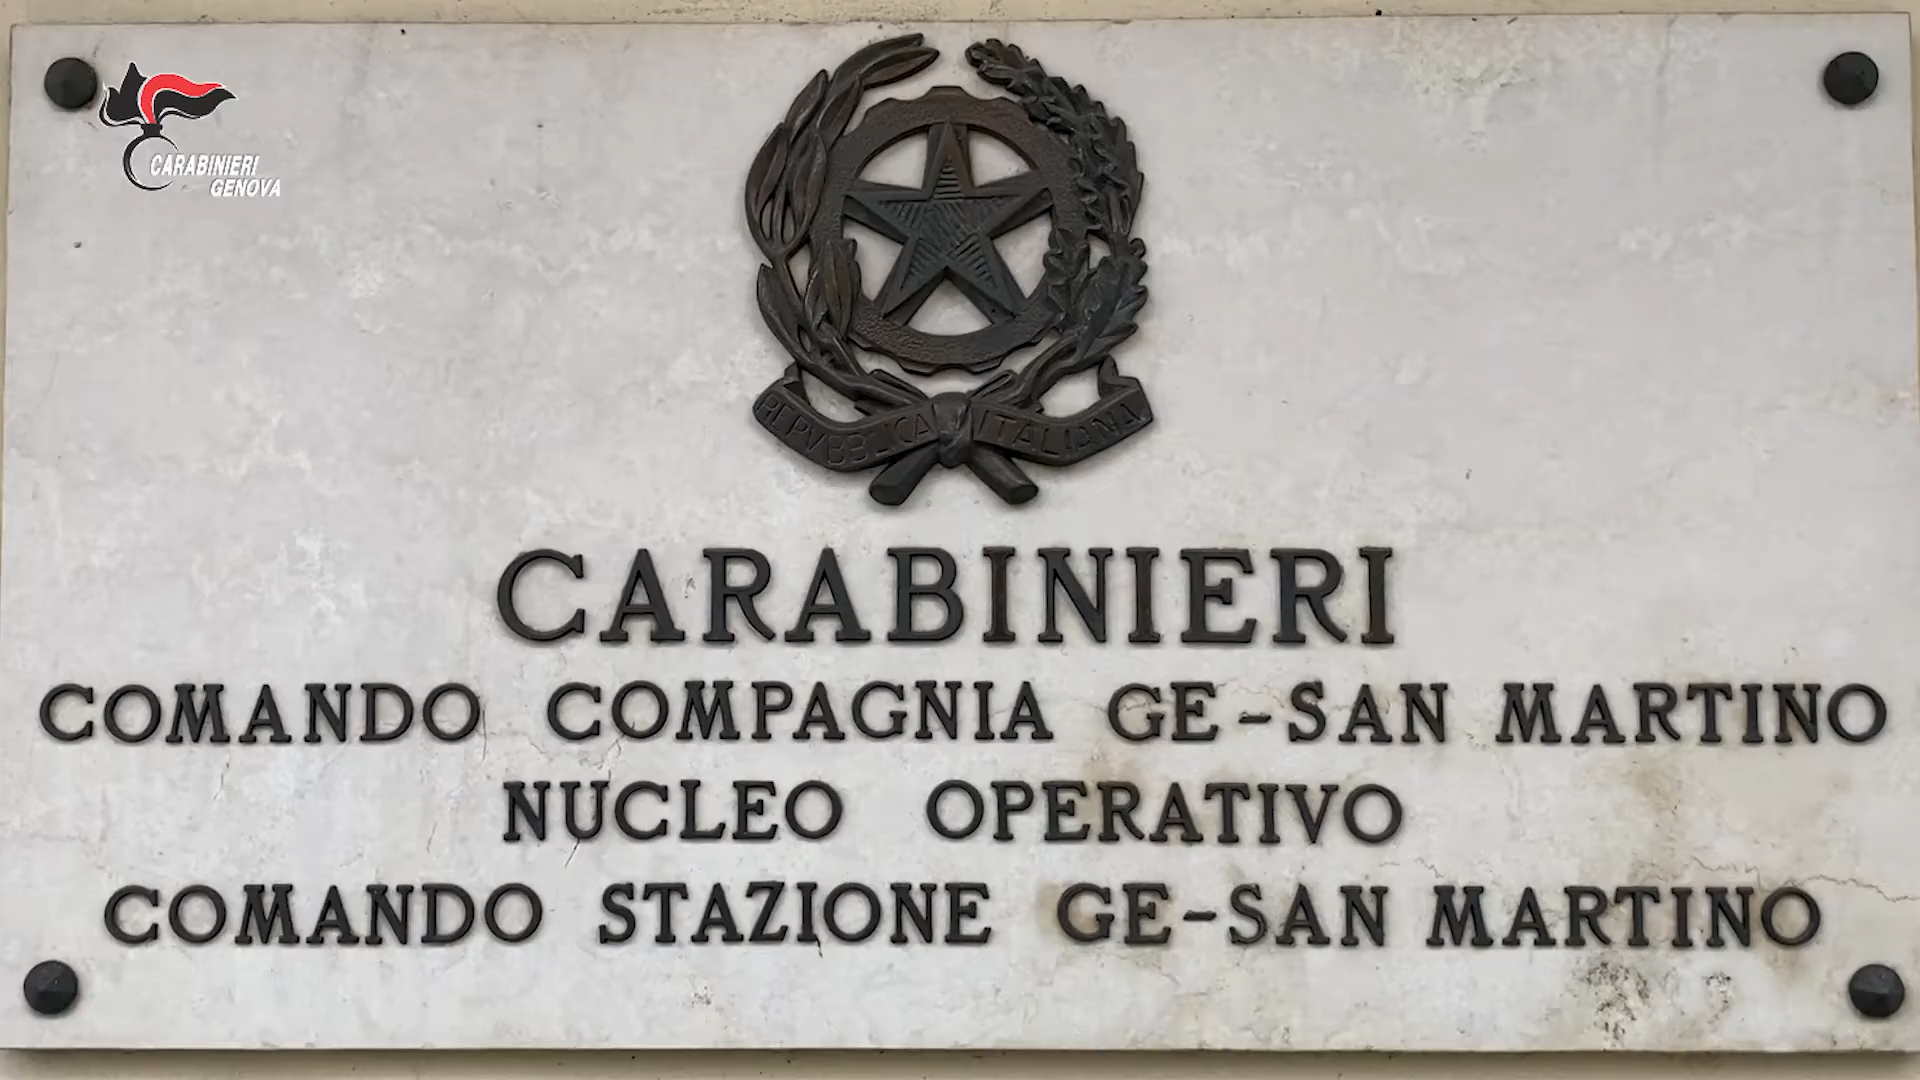 CARABINIERI
GENOVA
REPVBBLICA ITALIANA
CARABINIERI
COMANDO COMPAGNIA GE-SAN MARTINO
NUCLEO OPERATIVO
COMANDO STAZIONE GE-SAN MARTINO